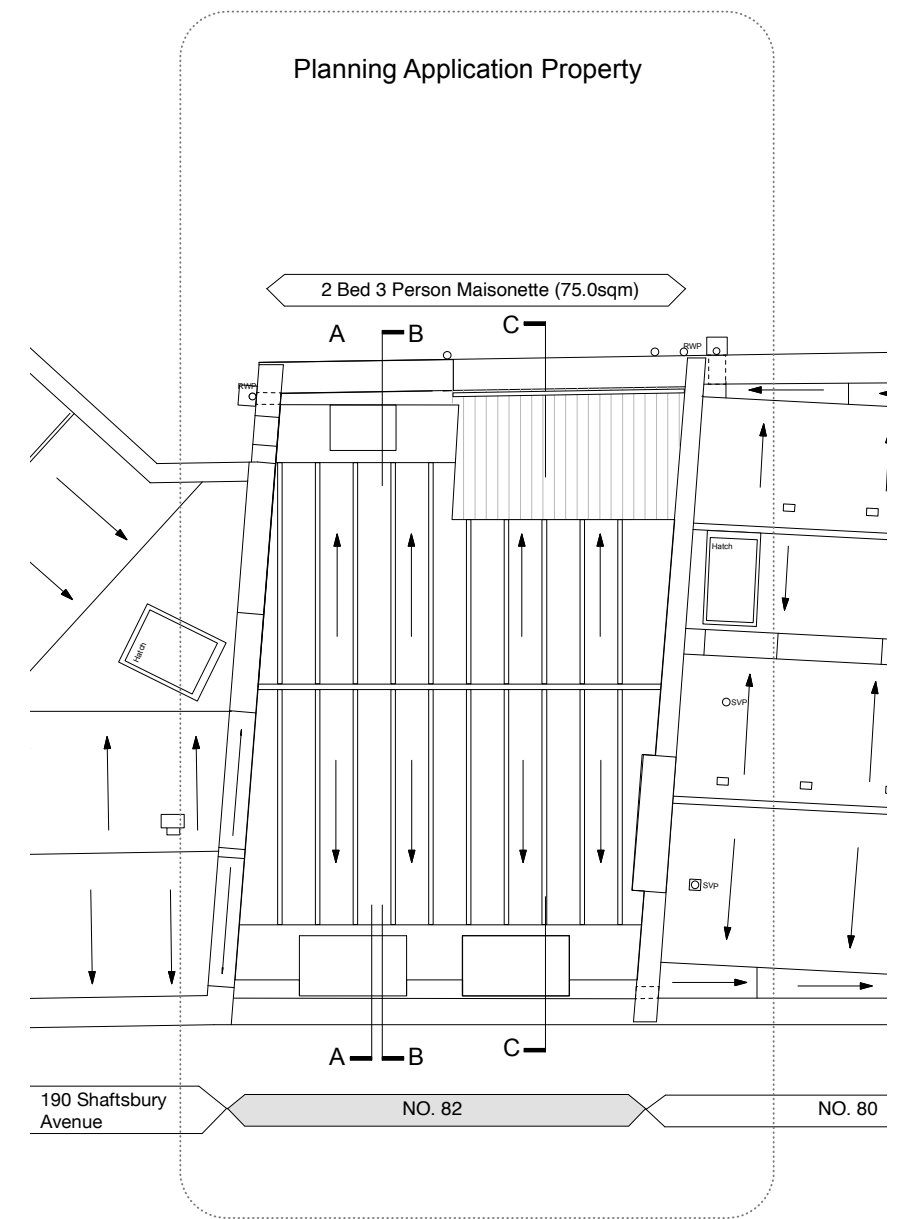 Planning Application Property
2 Bed 3 Person Maisonette (75.0sqm)
A B C
RWP
RWP
Hatch
Hatch
SVP
SVP
A B C
190 Shaftsbury
Avenue
NO. 82
NO. 80